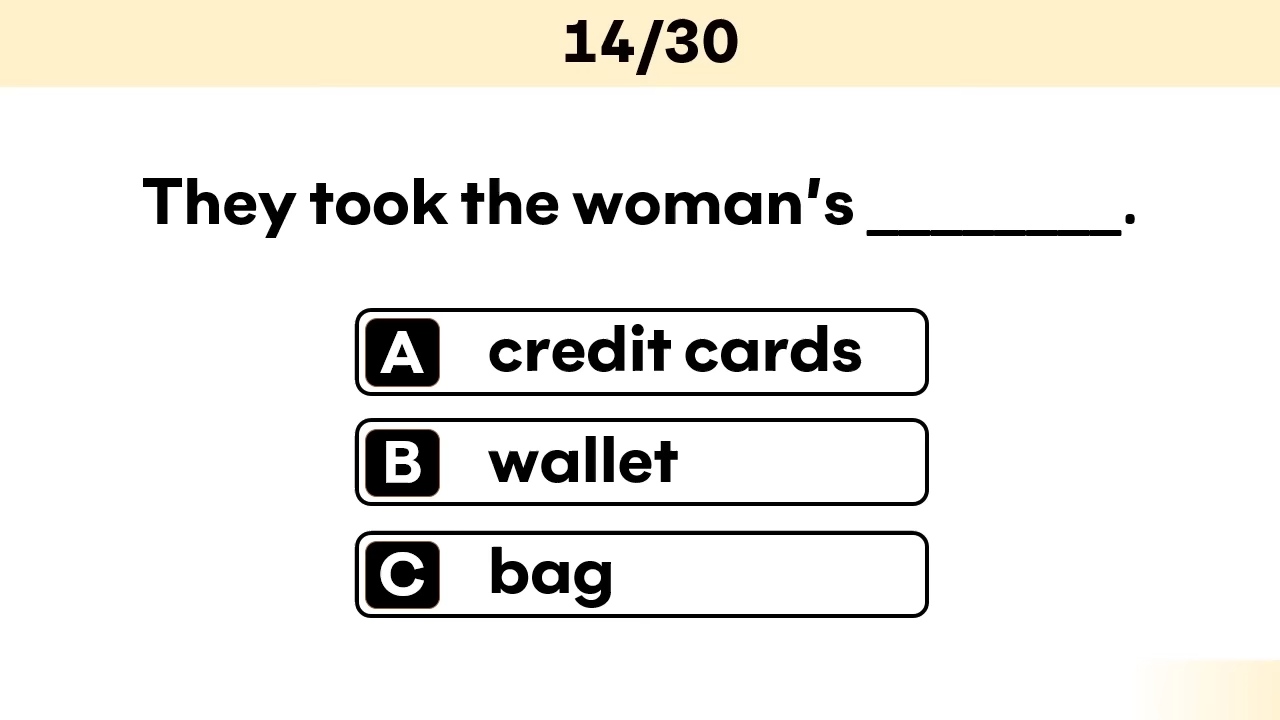 14/30
They took the woman's ________.
A credit cards
B wallet
C bag